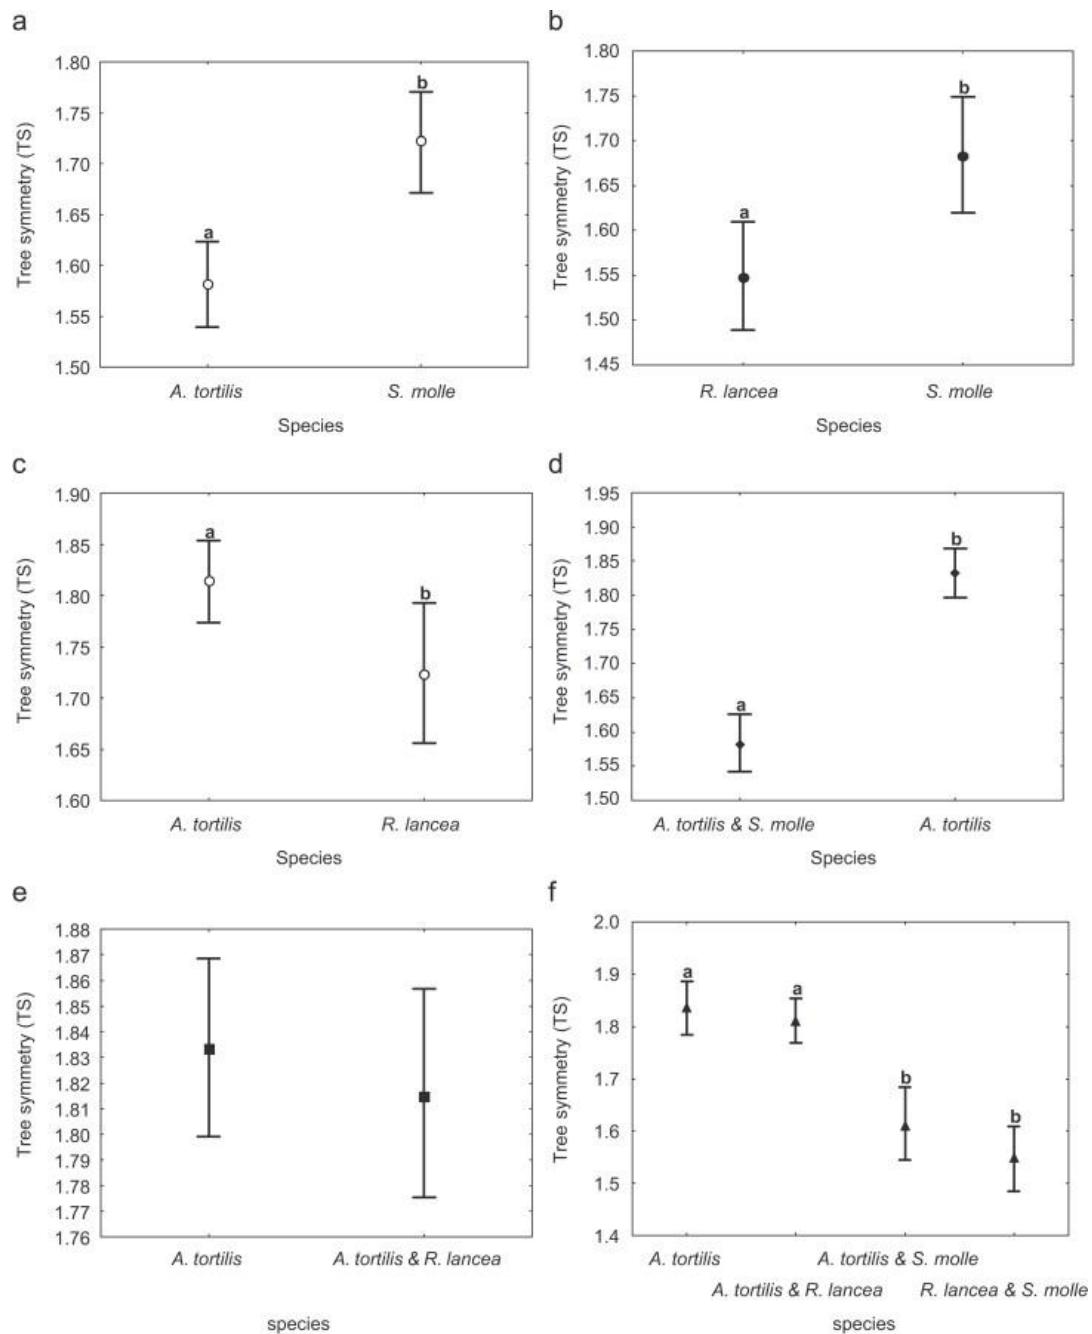 a
1.80
1.75
1.70
1.65
1.60
1.55
1.50
Tree symmetry (TS)
a
b
A. tortilis S. molle
Species
b
1.80
1.75
1.70
1.65
1.60
1.55
1.50
1.45
Tree symmetry (TS)
a
b
R. lancea S. molle
Species
c
1.90
1.85
1.80
1.75
1.70
1.65
1.60
Tree symmetry (TS)
a
b
A. tortilis R. lancea
Species
d
1.95
1.90
1.85
1.80
1.75
1.70
1.65
1.60
1.55
1.50
Tree symmetry (TS)
a
b
A. tortilis & S. molle A. tortilis
Species
e
1.88
1.87
1.86
1.85
1.84
1.83
1.82
1.81
1.80
1.79
1.78
1.77
1.76
Tree symmetry (TS)
A. tortilis A. tortilis & R. lancea
species
f
2.0
1.9
1.8
1.7
1.6
1.5
1.4
Tree symmetry (TS)
a
a
b
b
A. tortilis A. tortilis & S. molle
A. tortilis & R. lancea R. lancea & S. molle
species